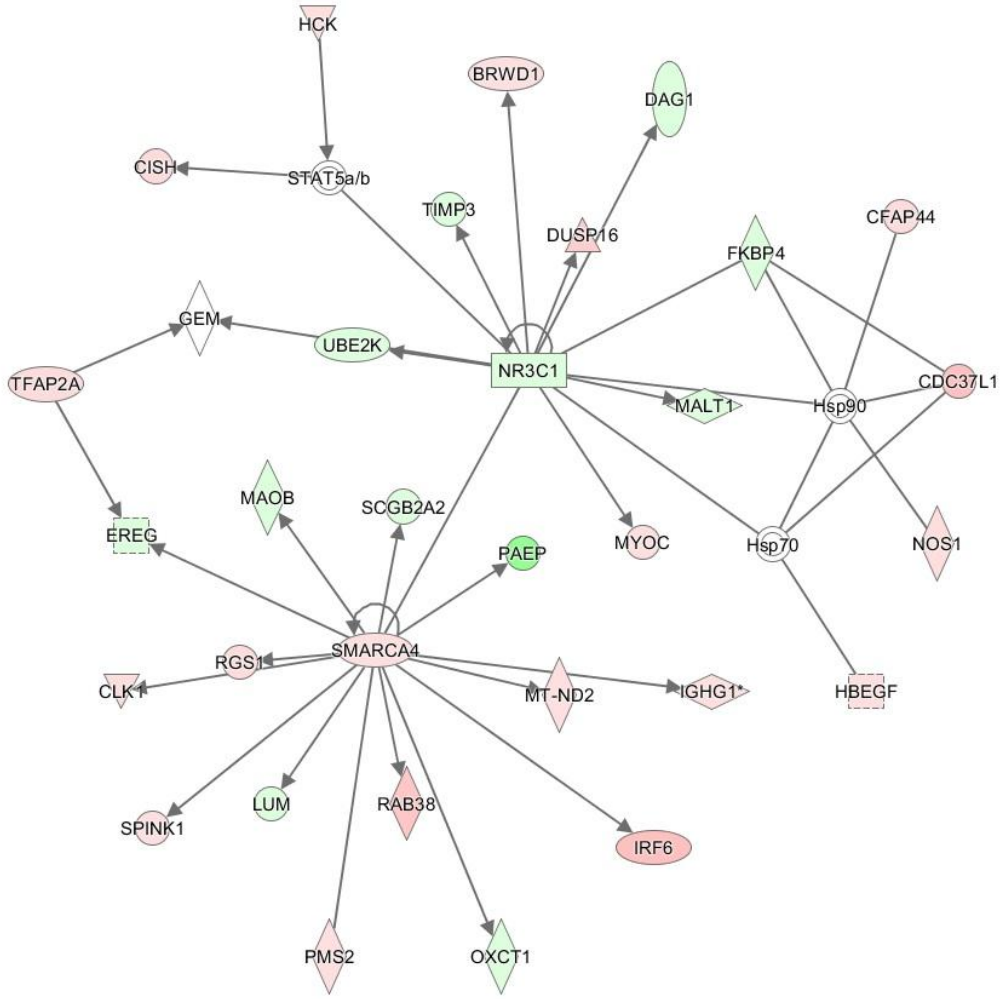 HCK
BRWD1
DAG1
CISH
STAT5a/b
TIMP3
DUSP16
CFAP44
FKBP4
GEM
UBE2K
NR3C1
TFAP2A
MALT1
Hsp90
CDC37L1
MAOB
SCGB2A2
EREG
PAEP
MYOC
Hsp70
NOS1
SMARCA4
RGS1
CLK1
MT-ND2
IGHG1*
HBEGF
SPINK1
LUM
RAB38
IRF6
PMS2
OXCT1